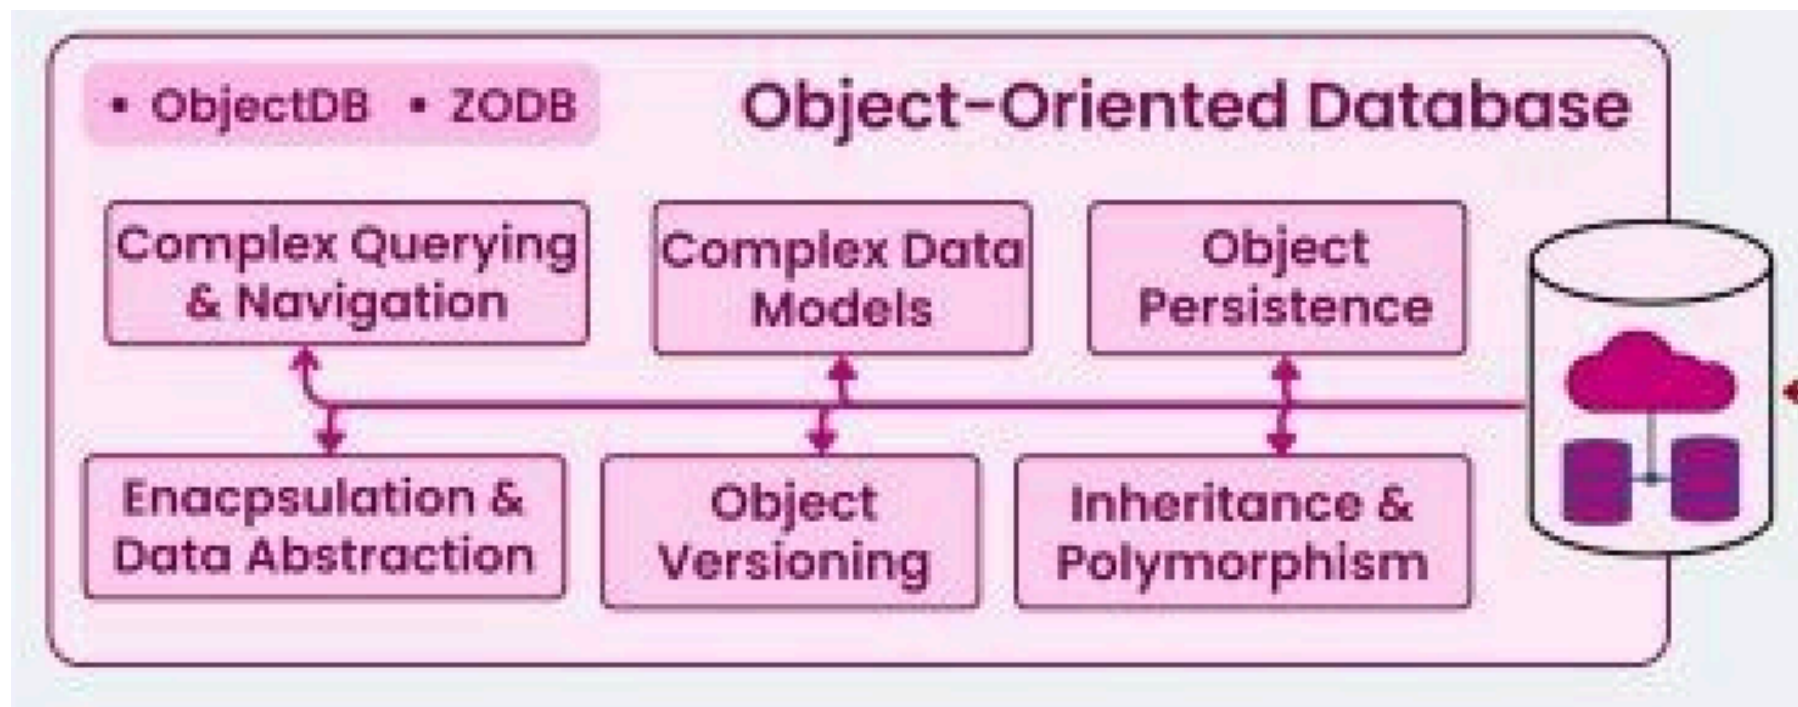 • ObjectDB • ZODB
Object-Oriented Database
Complex Querying
& Navigation
Complex Data
Models
Object
Persistence
Enacpsulation &
Data Abstraction
Object
Versioning
Inheritance &
Polymorphism